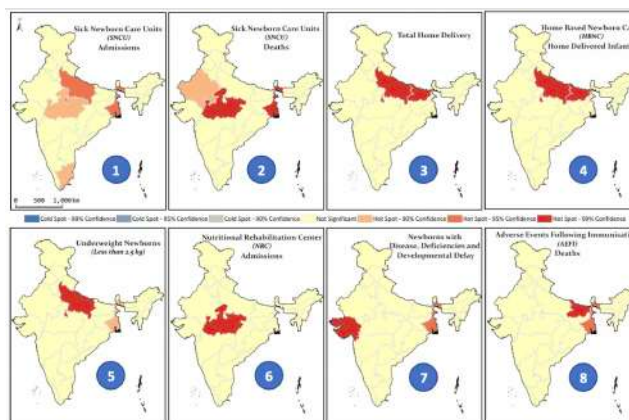 Sick Newborn Care Units
(SNCU)
Admissions
1
0 500 1,000 km
Sick Newborn Care Units
(SNCU)
Deaths
2
Total Home Delivery
3
Home Based Newborn Ca
(HBNC)
Home Delivered Infant
4
Cold Spot - 99% Confidence
Cold Spot - 95% Confidence
Cold Spot - 90% Confidence
Not Significant
Hot Spot - 90% Confidence
Hot Spot - 95% Confidence
Hot Spot - 99% Confidence
Underweight Newborns
(Less than 2.5 kg)
5
Nutritional Rehabilitation Center
Admissions
6
Newborns with
Disease, Deficiencies and
Developmental Delay
7
Adverse Events Following Immunisation
(AEFI)
Deaths
8